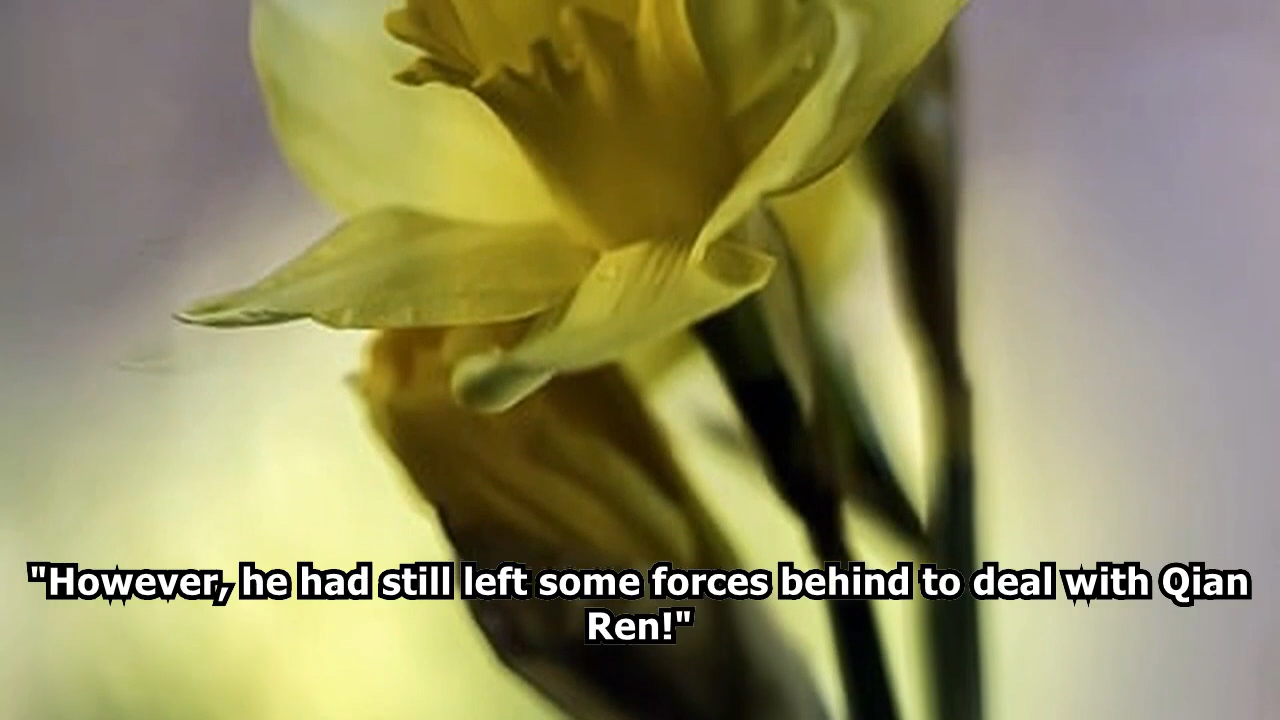 "However, he had still left some forces behind to deal with Qian
Ren!"